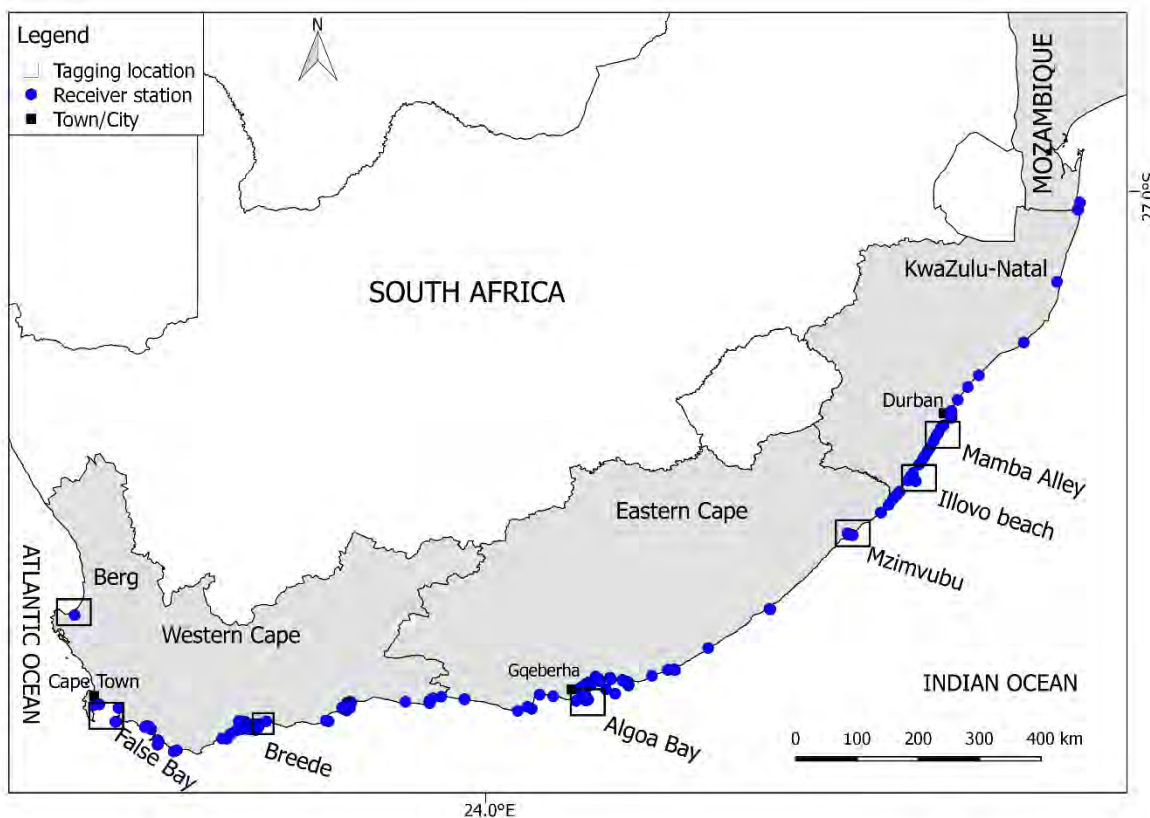 Legend
Tagging location
Receiver station
Town/City
N
MOZAMBIQUE
27.0°S
KwaZulu-Natal
SOUTH AFRICA
Durban
Mamba Alley
Illovo beach
Eastern Cape
Mzimvubu
ATLANTIC OCEAN
Berg
Western Cape
Cape Town
Gqeberha
INDIAN OCEAN
False Bay
Breede
Algoa Bay
0 100 200 300 400 km
24.0°E